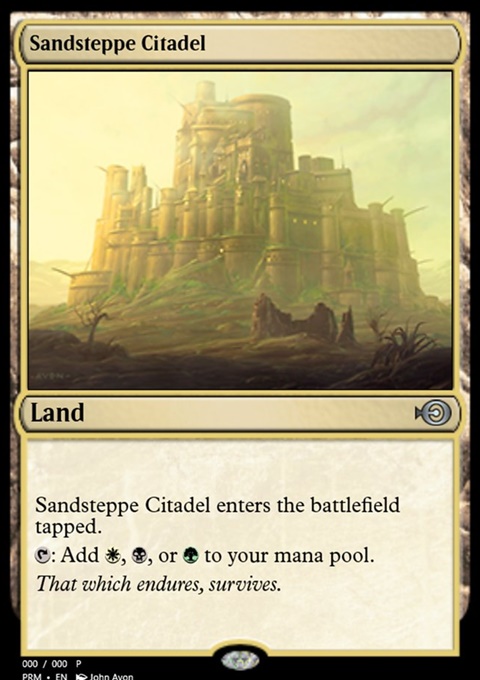 Sandsteppe Citadel
AVON
Land
Sandsteppe Citadel enters the battlefield
tapped.
: Add , , or to your mana pool.
That which endures, survives.
000 / 000 P
PRM • EN John Avon